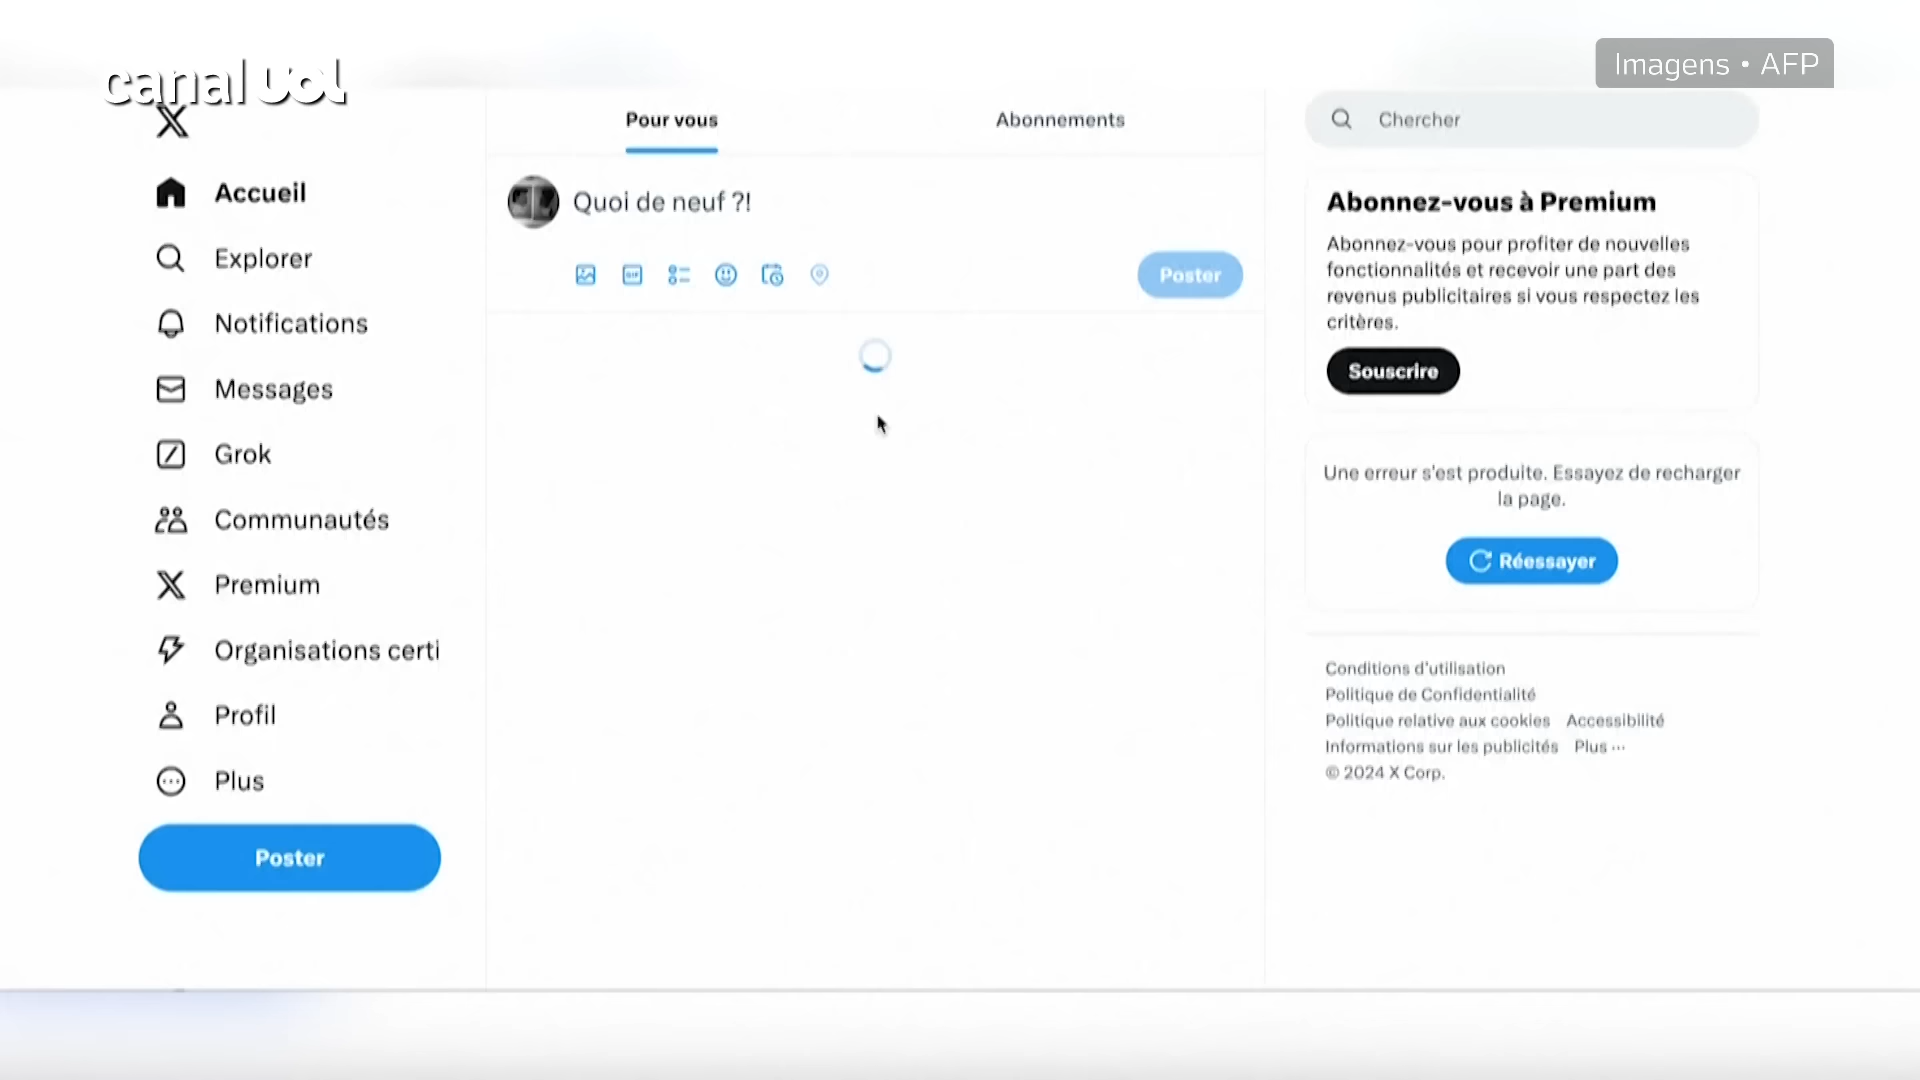 canal uol
Imagens • AFP
Accueil
Explorer
Notifications
Messages
Grok
Communautés
Premium
Organisations certi
Profil
Plus
Poster
Pour vous
Abonnements
Quoi de neuf ?!
GIF
Poster
Chercher
Abonnez-vous à Premium
Abonnez-vous pour profiter de nouvelles
fonctionnalités et recevoir une part des
revenus publicitaires si vous respectez les
critères.
Souscrire
Une erreur s'est produite. Essayez de recharger
la page.
Réessayer
Conditions d'utilisation
Politique de Confidentialité
Politique relative aux cookies Accessibilité
Informations sur les publicités Plus ···
© 2024 X Corp.